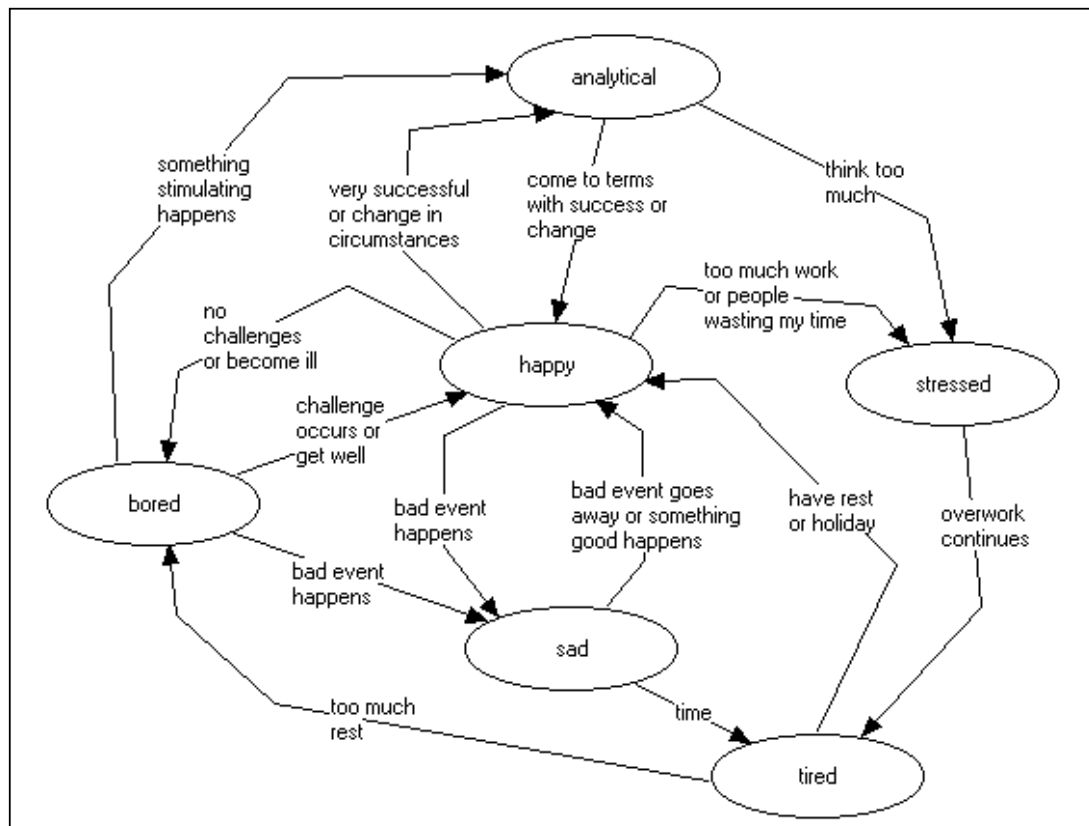 analytical
something
stimulating
happens
very successful
or change in
circumstances
come to terms
with success or
change
think too
much
no
challenges
or become ill
too much work
or people
wasting my time
happy
stressed
challenge
occurs or
get well
bored
bad event
happens
bad event goes
away or something
good happens
have rest
or holiday
overwork
continues
bad event
happens
sad
too much
rest
time
tired